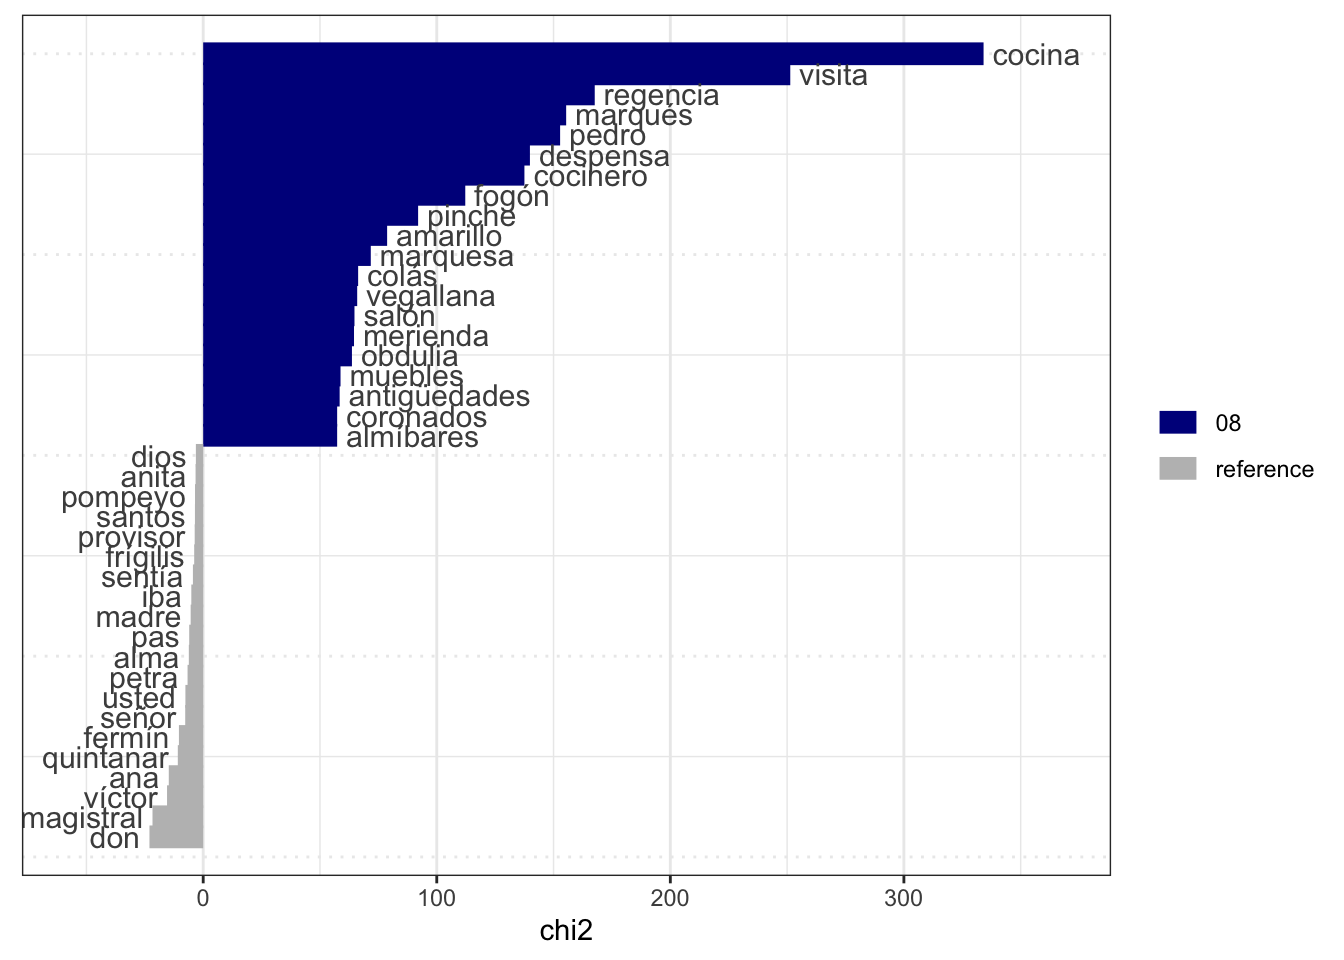 cocina
visita
regencia
marqués
pedro
despensa
cocinero
fogón
pinche
amarillo
marquesa
colás
vegallana
salón
merienda
obdulia
muebles
antigüedades
coronados
almíbares
dios
anita
pompeyo
santos
provisor
frígilis
sentía
iba
madre
pas
alma
petra
usted
señor
fermín
quintanar
ana
víctor
magistral
don
0 100 200 300
chi2
08
reference